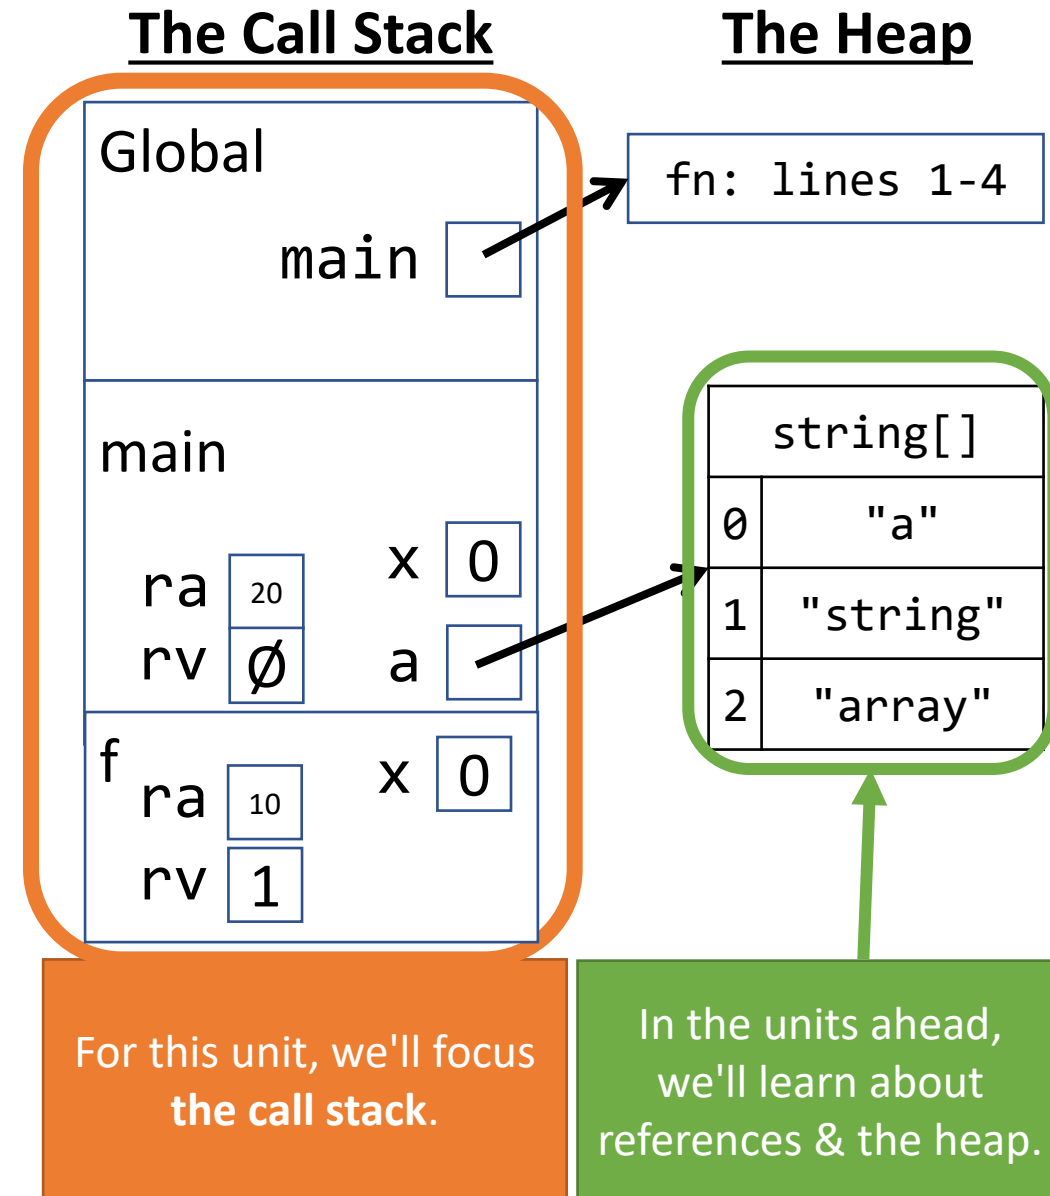 The Call Stack
The Heap
Global
main
fn: lines 1-4
main
ra 20
rv Ø
x 0
a
string[]
0 "a"
1 "string"
2 "array"
f
ra 10
rv 1
x 0
For this unit, we'll focus
the call stack.
In the units ahead,
we'll learn about
references & the heap.